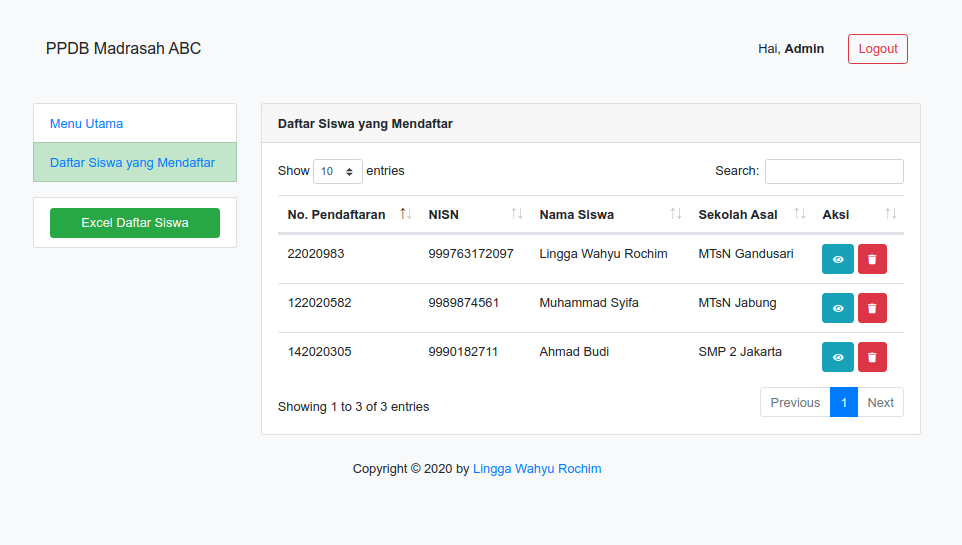 PPDB Madrasah ABC
Hai, Admin
Logout
Menu Utama
Daftar Siswa yang Mendaftar
Excel Daftar Siswa
Daftar Siswa yang Mendaftar
Show 10 entries
Search:
No. Pendaftaran NISN Nama Siswa Sekolah Asal Aksi
22020983 999763172097 Lingga Wahyu Rochim MTsN Gandusari
122020582 9989874561 Muhammad Syifa MTsN Jabung
142020305 9990182711 Ahmad Budi SMP 2 Jakarta
Showing 1 to 3 of 3 entries
Previous 1 Next
Copyright © 2020 by Lingga Wahyu Rochim